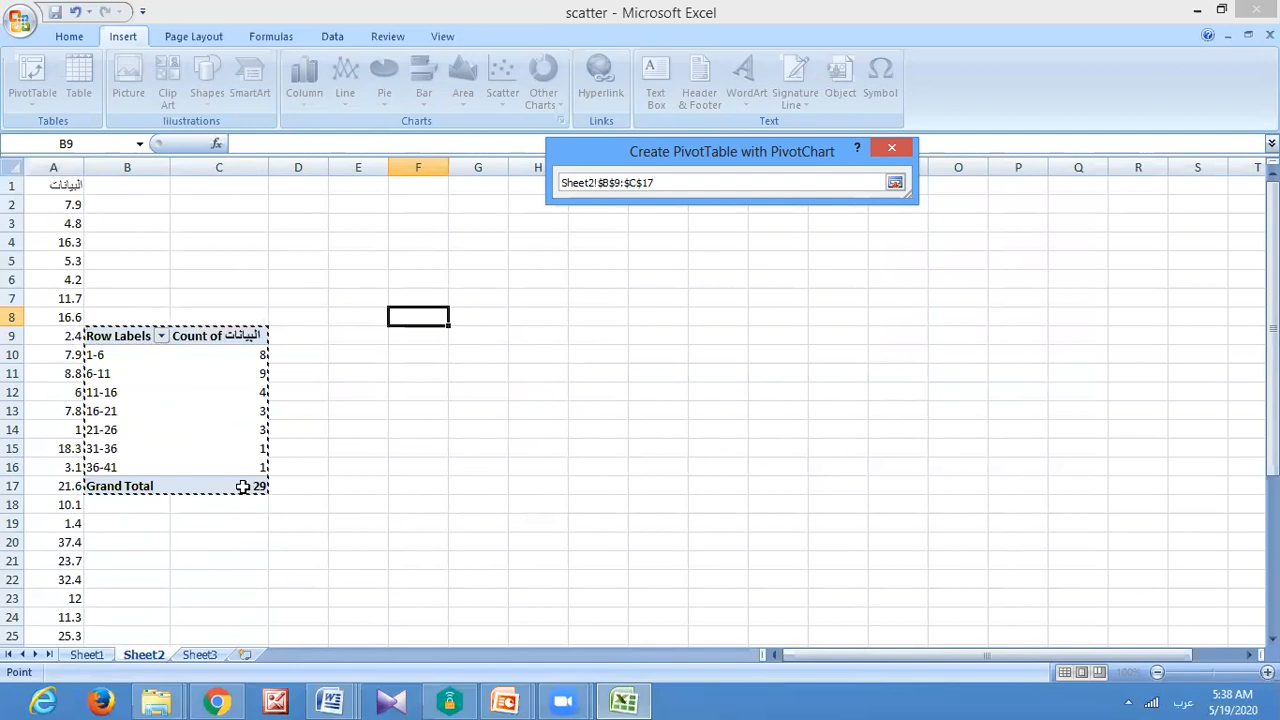 scatter - Microsoft Excel
Home Insert Page Layout Formulas Data Review View
PivotTable Table Picture Clip Art Shapes SmartArt Column Line Pie Bar Area Scatter Other Charts Hyperlink Text Box Header & Footer WordArt Signature Line Object Symbol
Tables Illustrations Charts Links Text
B9 fx
Create PivotTable with PivotChart ?
Sheet2!$B$9:$C$17
A B C D E F G H O P Q R S T
1 البيانات
2 7.9
3 4.8
4 16.3
5 5.3
6 4.2
7 11.7
8 16.6
9 2.4 Row Labels Count of البيانات
10 7.9 1-6 8
11 8.8 6-11 9
12 6 11-16 4
13 7.8 16-21 3
14 1 21-26 3
15 18.3 31-36 1
16 3.1 36-41 1
17 21.6 Grand Total 29
18 10.1
19 1.4
20 37.4
21 23.7
22 32.4
23 12
24 11.3
25 25.3
Sheet1 Sheet2 Sheet3
Point 100%
عرب 5:38 AM
5/19/2020